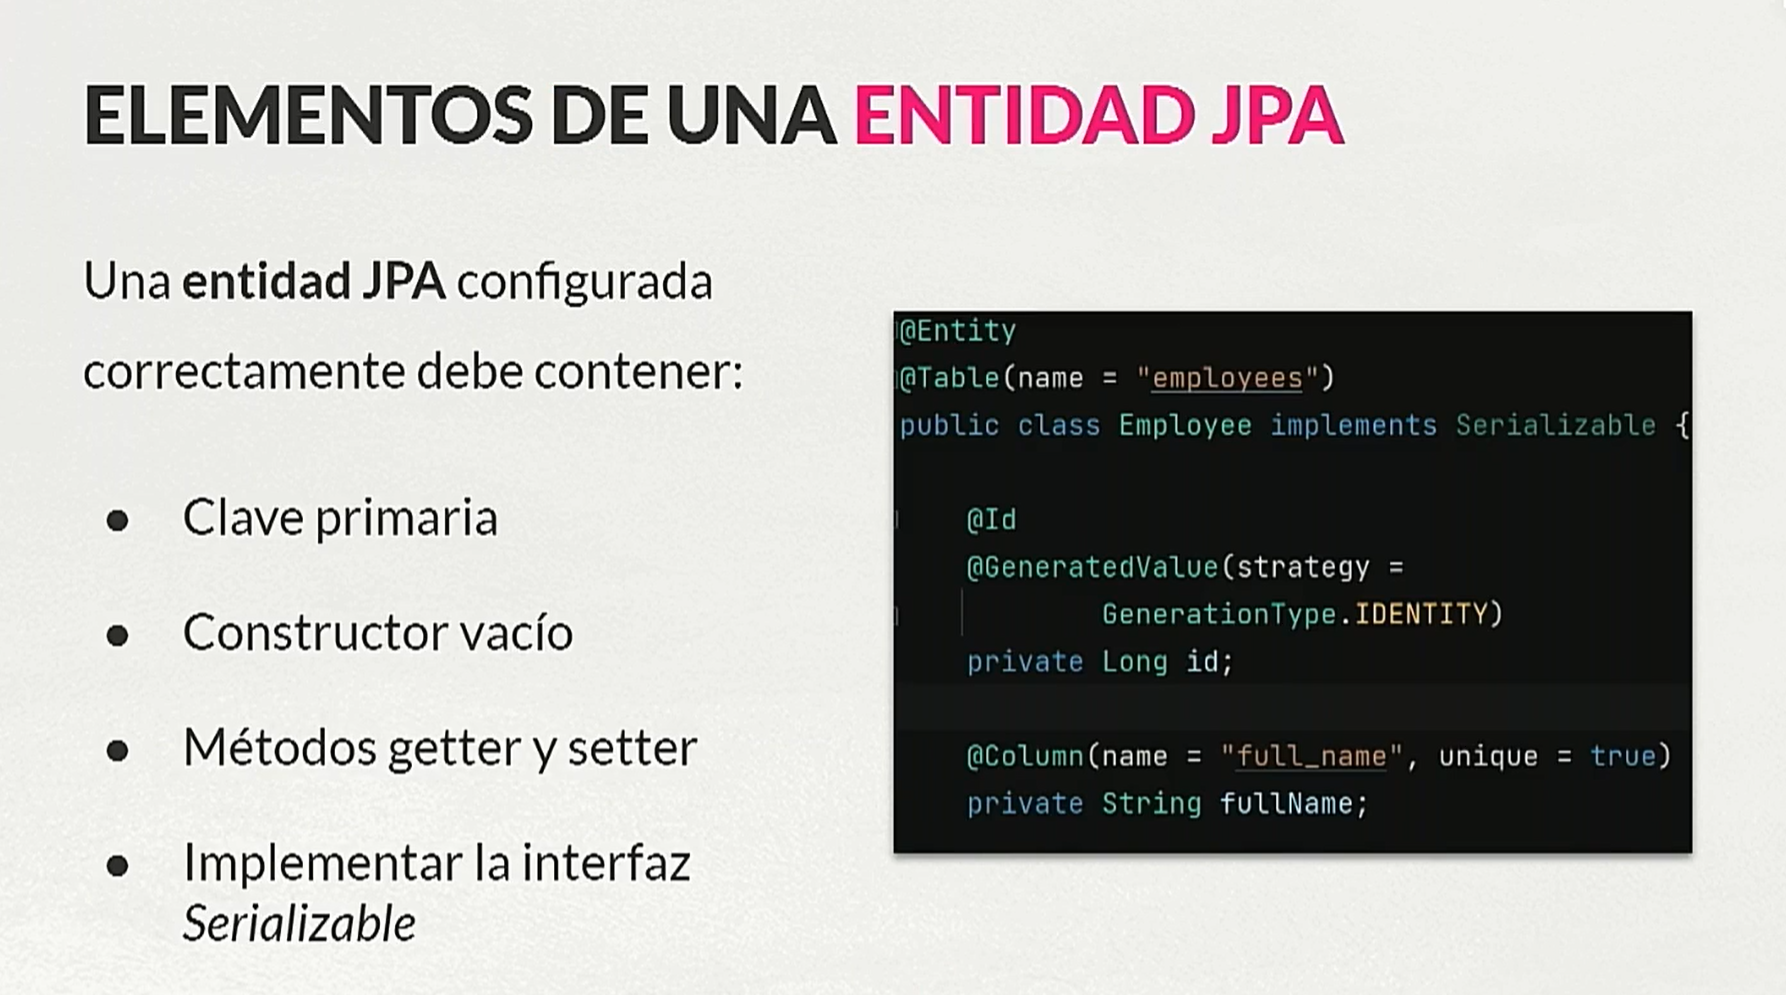 ELEMENTOS DE UNA ENTIDAD JPA
Una entidad JPA configurada
correctamente debe contener:
● Clave primaria
● Constructor vacío
● Métodos getter y setter
● Implementar la interfaz
Serializable
@Entity
@Table(name = "employees")
public class Employee implements Serializable {
@Id
@GeneratedValue(strategy =
GenerationType.IDENTITY)
private Long id;
@Column(name = "full_name", unique = true)
private String fullName;